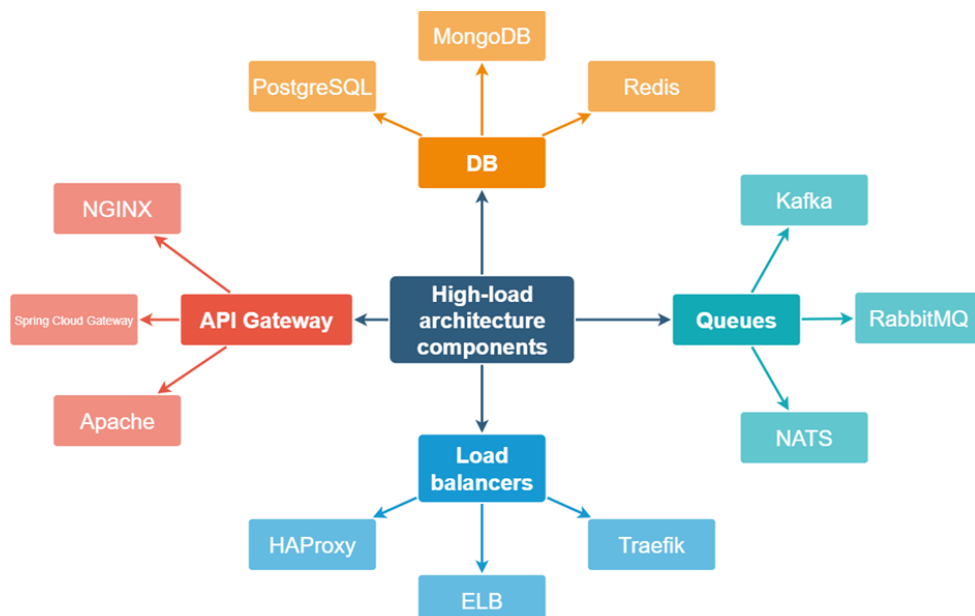 MongoDB
PostgreSQL
Redis
DB
NGINX
Kafka
Spring Cloud Gateway
API Gateway
High-load
architecture
components
Queues
RabbitMQ
Apache
NATS
Load
balancers
HAProxy
Traefik
ELB